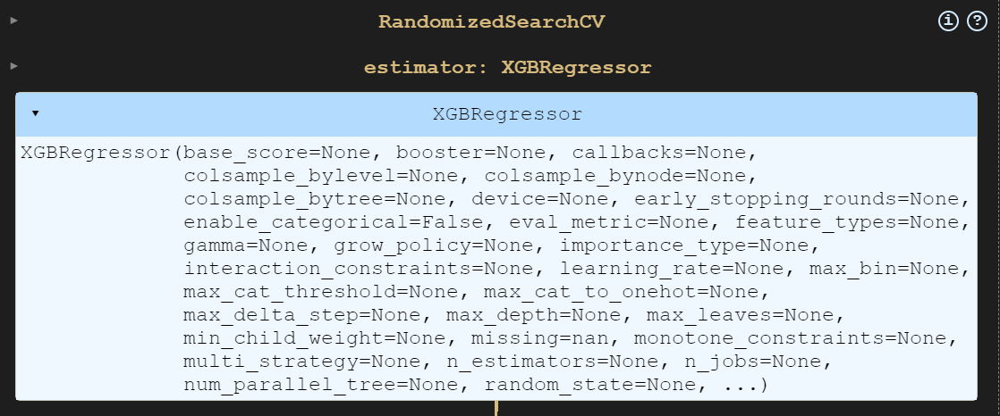 RandomizedSearchCV
i ?
estimator: XGBRegressor
XGBRegressor
XGBRegressor(base_score=None, booster=None, callbacks=None,
colsample_bylevel=None, colsample_bynode=None,
colsample_bytree=None, device=None, early_stopping_rounds=None,
enable_categorical=False, eval_metric=None, feature_types=None,
gamma=None, grow_policy=None, importance_type=None,
interaction_constraints=None, learning_rate=None, max_bin=None,
max_cat_threshold=None, max_cat_to_onehot=None,
max_delta_step=None, max_depth=None, max_leaves=None,
min_child_weight=None, missing=nan, monotone_constraints=None,
multi_strategy=None, n_estimators=None, n_jobs=None,
num_parallel_tree=None, random_state=None, ...)